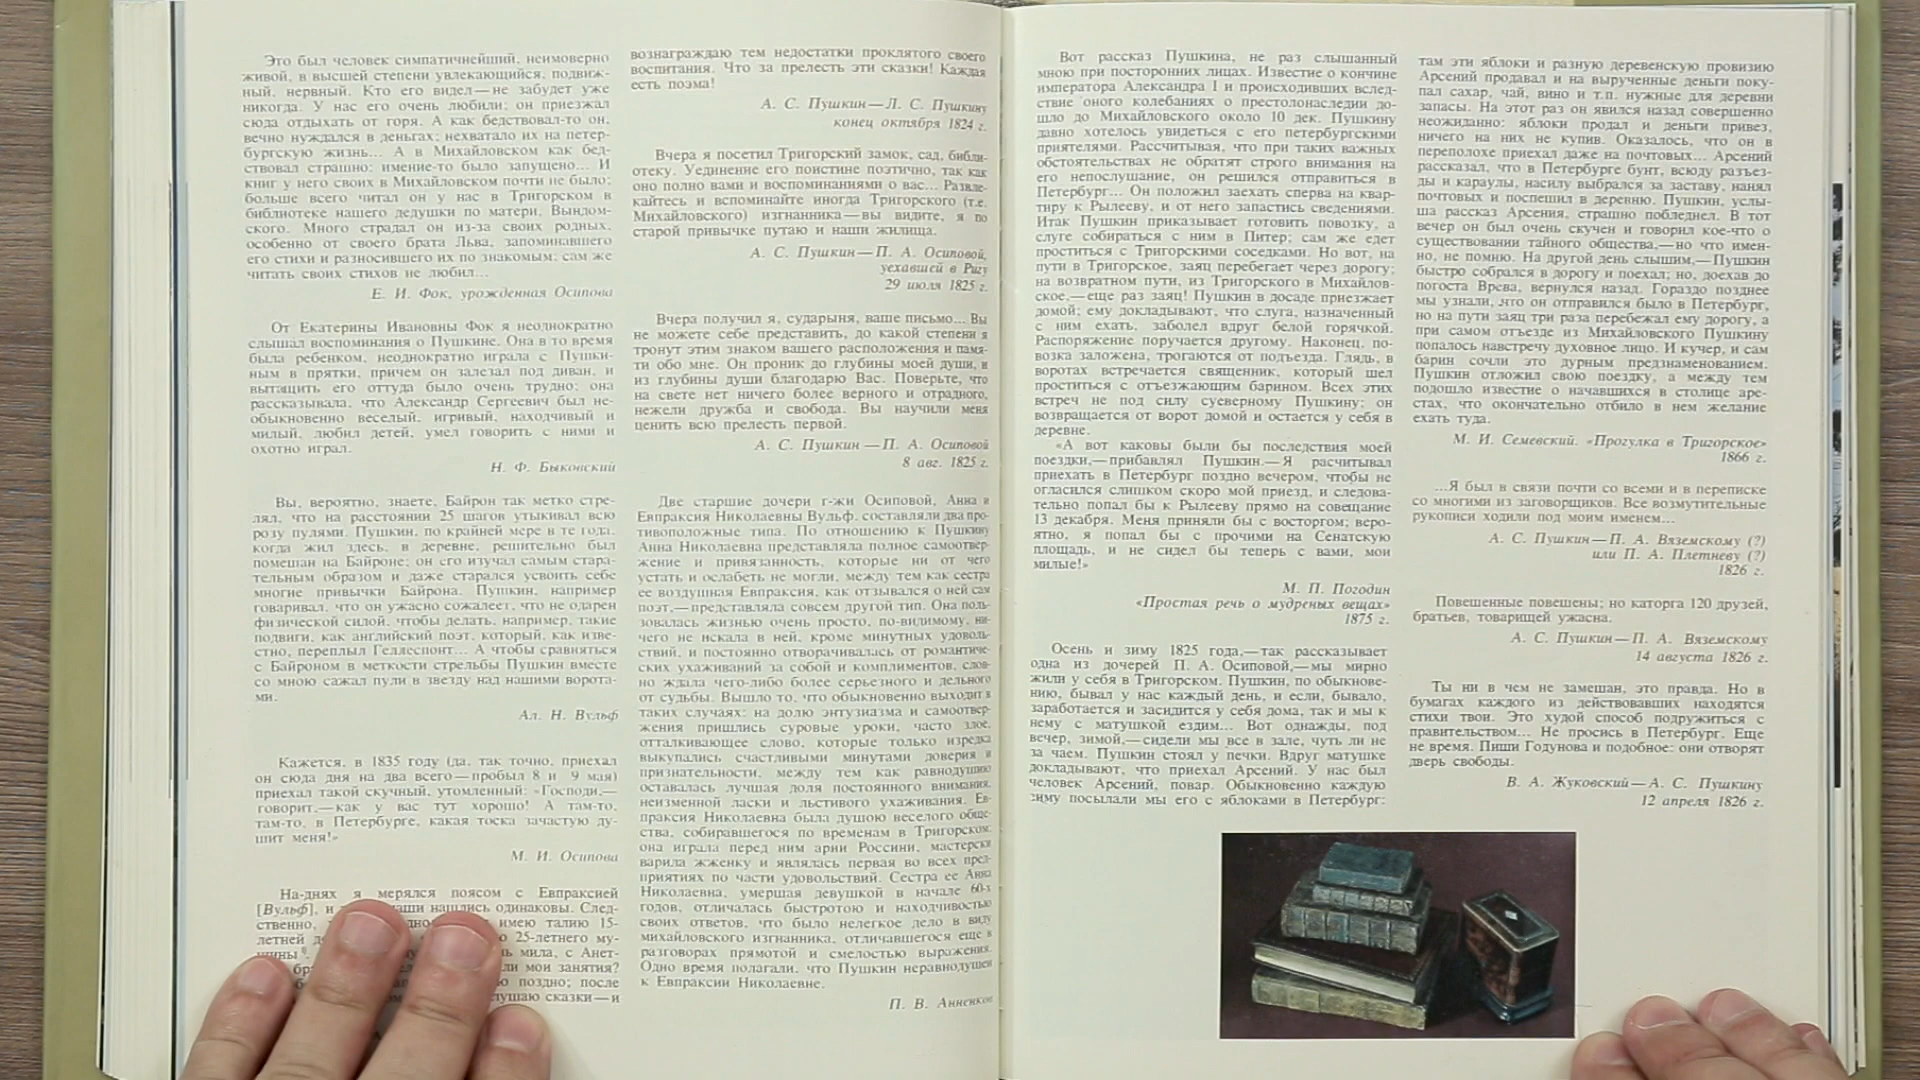 Это был человек симпатичнейший, неимоверно
живой, в высшей степени увлекающийся, подвиж-
ный, нервный. Кто его видел—не забудет уже
никогда. У нас его очень любили; он приезжал
сюда отдыхать от горя. А как бедствовал-то он,
вечно нуждался в деньгах; нехватало их на петер-
бургскую жизнь... А в Михайловском как бед-
ствовал страшно: имение-то было запущено... И
книг у него своих в Михайловском почти не было;
больше всего читал он у нас в Тригорском в
библиотеке нашего дедушки по матери, Вындом-
ского. Много страдал он из-за своих родных,
особенно от своего брата Льва, запоминавшего
его стихи и разносившего их по знакомым; сам же
читать своих стихов не любил...
Е. И. Фок, урожденная Осипова
От Екатерины Ивановны Фок я неоднократно
слышал воспоминания о Пушкине. Она в то время
была ребенком, неоднократно играла с Пушки-
ным в прятки, причем он залезал под диван, и
вытащить его оттуда было очень трудно; она
рассказывала, что Александр Сергеевич был не-
обыкновенно веселый, игривый, находчивый и
милый, любил детей, умел говорить с ними и
охотно играл.
Н. Ф. Быковский
Вы, вероятно, знаете, Байрон так метко стре-
лял, что на расстоянии 25 шагов утыкивал всю
розу пулями. Пушкин, по крайней мере в те года,
когда жил здесь, в деревне, решительно был
помешан на Байроне; он его изучал самым стара-
тельным образом и даже старался усвоить себе
многие привычки Байрона. Пушкин, например
говаривал, что он ужасно сожалеет, что не одарен
физической силой, чтобы делать, например, такие
подвиги, как английский поэт, который, как изве-
стно, переплыл Геллеспонт... А чтобы сравняться
с Байроном в меткости стрельбы Пушкин вместе
со мною сажал пули в звезду над нашими ворота-
ми.
Ал. Н. Вульф
Кажется, в 1835 году (да, так точно, приехал
он сюда дня на два всего—пробыл 8 и 9 мая)
приехал такой скучный, утомленный: «Господи,—
говорит,—как у вас тут хорошо! А там-то,
там-то, в Петербурге, какая тоска зачастую ду-
шит меня!»
М. И. Осипова
На-днях я мерялся поясом с Евпраксией
[Вульф], и нашлись одинаковы. След-
ственно, имею талию 15-
летней 25-летнего му-
щины мила, с Анет-
ли мои занятия?
поздно; после
слушаю сказки—и
вознаграждаю тем недостатки проклятого своего
воспитания. Что за прелесть эти сказки! Каждая
есть поэма!
А. С. Пушкин—Л. С. Пушкину
конец октября 1824 г.
Вчера я посетил Тригорский замок, сад, библи-
отеку. Уединение его поистине поэтично, так как
оно полно вами и воспоминаниями о вас... Развле-
кайтесь и вспоминайте иногда Тригорского (т.е.
Михайловского) изгнанника—вы видите, я по
старой привычке путаю и наши жилища.
А. С. Пушкин—П. А. Осиповой,
уехавшей в Ригу
29 июля 1825 г.
Вчера получил я, сударыня, ваше письмо... Вы
не можете себе представить, до какой степени я
тронут этим знаком вашего расположения и памя-
ти обо мне. Он проник до глубины моей души, и
из глубины души благодарю Вас. Поверьте, что
на свете нет ничего более верного и отрадного,
нежели дружба и свобода. Вы научили меня
ценить всю прелесть первой.
А. С. Пушкин—П. А. Осиповой
8 авг. 1825 г.
Две старшие дочери г-жи Осиповой, Анна и
Евпраксия Николаевны Вульф, составляли два про-
тивоположные типа. По отношению к Пушкину
Анна Николаевна представляла полное самоотвер-
жение и привязанность, которые ни от чего
устать и ослабеть не могли, между тем как сестра
ее воздушная Евпраксия, как отзывался о ней сам
поэт,—представляла совсем другой тип. Она поль-
зовалась жизнью очень просто, по-видимому, ни-
чего не искала в ней, кроме минутных удоволь-
ствий, и постоянно отворачивалась от романтиче-
ских ухаживаний за собой и комплиментов, слов-
но ждала чего-либо более серьезного и дельного
от судьбы. Вышло то, что обыкновенно выходит в
таких случаях: на долю энтузиазма и самоотвер-
жения пришлись суровые уроки, часто злое,
отталкивающее слово, которые только изредка
выкупались счастливыми минутами доверия и
признательности, между тем как равнодушию
оставалась лучшая доля постоянного внимания,
неизменной ласки и льстивого ухаживания. Ев-
праксия Николаевна была душою веселого обще-
ства, собиравшегося по временам в Тригорском:
она играла перед ним арии Россини, мастерски
варила жженку и являлась первая во всех пред-
приятиях по части удовольствий. Сестра ее Анна
Николаевна, умершая девушкой в начале 60-х
годов, отличалась быстротою и находчивостью
своих ответов, что было нелегкое дело в виду
михайловского изгнанника, отличавшегося еще в
разговорах прямотой и смелостью выражения.
Одно время полагали, что Пушкин неравнодушен
к Евпраксии Николаевне.
П. В. Анненков
Вот рассказ Пушкина, не раз слышанный
мною при посторонних лицах. Известие о кончине
императора Александра I и происходивших вслед-
ствие оного колебаниях о престолонаследии до-
шло до Михайловского около 10 дек. Пушкину
давно хотелось увидеться с его петербургскими
приятелями. Рассчитывая, что при таких важных
обстоятельствах не обратят строго внимания на
его непослушание, он решился отправиться в
Петербург... Он положил заехать сперва на квар-
тиру к Рылееву, и от него запастись сведениями.
Итак Пушкин приказывает готовить повозку, а
слуге собираться с ним в Питер; сам же едет
проститься с Тригорскими соседками. Но вот, на
пути в Тригорское, заяц перебегает через дорогу;
на возвратном пути, из Тригорского в Михайлов-
ское,—еще раз заяц! Пушкин в досаде приезжает
домой; ему докладывают, что слуга, назначенный
с ним ехать, заболел вдруг белой горячкой.
Распоряжение поручается другому. Наконец, по-
возка заложена, трогаются от подъезда. Глядь, в
воротах встречается священник, который шел
проститься с отъезжающим барином. Всех этих
встреч не под силу суеверному Пушкину; он
возвращается от ворот домой и остается у себя в
деревне.
«А вот каковы были бы последствия моей
поездки,—прибавлял Пушкин.—Я расчитывал
приехать в Петербург поздно вечером, чтобы не
огласился слишком скоро мой приезд, и следова-
тельно попал бы к Рылееву прямо на совещание
13 декабря. Меня приняли бы с восторгом; веро-
ятно, я попал бы с прочими на Сенатскую
площадь, и не сидел бы теперь с вами, мои
милые!»
М. П. Погодин
«Простая речь о мудреных вещах»
1875 г.
Осень и зиму 1825 года,—так рассказывает
одна из дочерей П. А. Осиповой,—мы мирно
жили у себя в Тригорском. Пушкин, по обыкнове-
нию, бывал у нас каждый день, и если, бывало,
заработается и засидится у себя дома, так и мы к
нему с матушкой ездим... Вот однажды, под
вечер, зимой,—сидели мы все в зале, чуть ли не
за чаем. Пушкин стоял у печки. Вдруг матушке
докладывают, что приехал Арсений. У нас был
человек Арсений, повар. Обыкновенно каждую
зиму посылали мы его с яблоками в Петербург:
там эти яблоки и разную деревенскую провизию
Арсений продавал и на вырученные деньги поку-
пал сахар, чай, вино и т.п. нужные для деревни
запасы. На этот раз он явился назад совершенно
неожиданно: яблоки продал и деньги привез,
ничего на них не купив. Оказалось, что он в
переполохе приехал даже на почтовых... Арсений
рассказал, что в Петербурге бунт, всюду разъез-
ды и караулы, насилу выбрался за заставу, нанял
почтовых и поспешил в деревню. Пушкин, услы-
ша рассказ Арсения, страшно побледнел. В тот
вечер он был очень скучен и говорил кое-что о
существовании тайного общества,—но что имен-
но, не помню. На другой день слышим,—Пушкин
быстро собрался в дорогу и поехал; но, доехав до
погоста Врева, вернулся назад. Гораздо позднее
мы узнали, что он отправился было в Петербург,
но на пути заяц три раза перебежал ему дорогу, а
при самом отъезде из Михайловского Пушкину
попалось навстречу духовное лицо. И кучер, и сам
барин сочли это дурным предзнаменованием.
Пушкин отложил свою поездку, а между тем
подошло известие о начавшихся в столице аре-
стах, что окончательно отбило в нем желание
ехать туда.
М. И. Семевский. «Прогулка в Тригорское»
1866 г.
...Я был в связи почти со всеми и в переписке
со многими из заговорщиков. Все возмутительные
рукописи ходили под моим именем...
А. С. Пушкин—П. А. Вяземскому (?)
или П. А. Плетневу (?)
1826 г.
Повешенные повешены; но каторга 120 друзей,
братьев, товарищей ужасна.
А. С. Пушкин—П. А. Вяземскому
14 августа 1826 г.
Ты ни в чем не замешан, это правда. Но в
бумагах каждого из действовавших находятся
стихи твои. Это худой способ подружиться с
правительством... Не просись в Петербург. Еще
не время. Пиши Годунова и подобное: они отворят
дверь свободы.
В. А. Жуковский—А. С. Пушкину
12 апреля 1826 г.